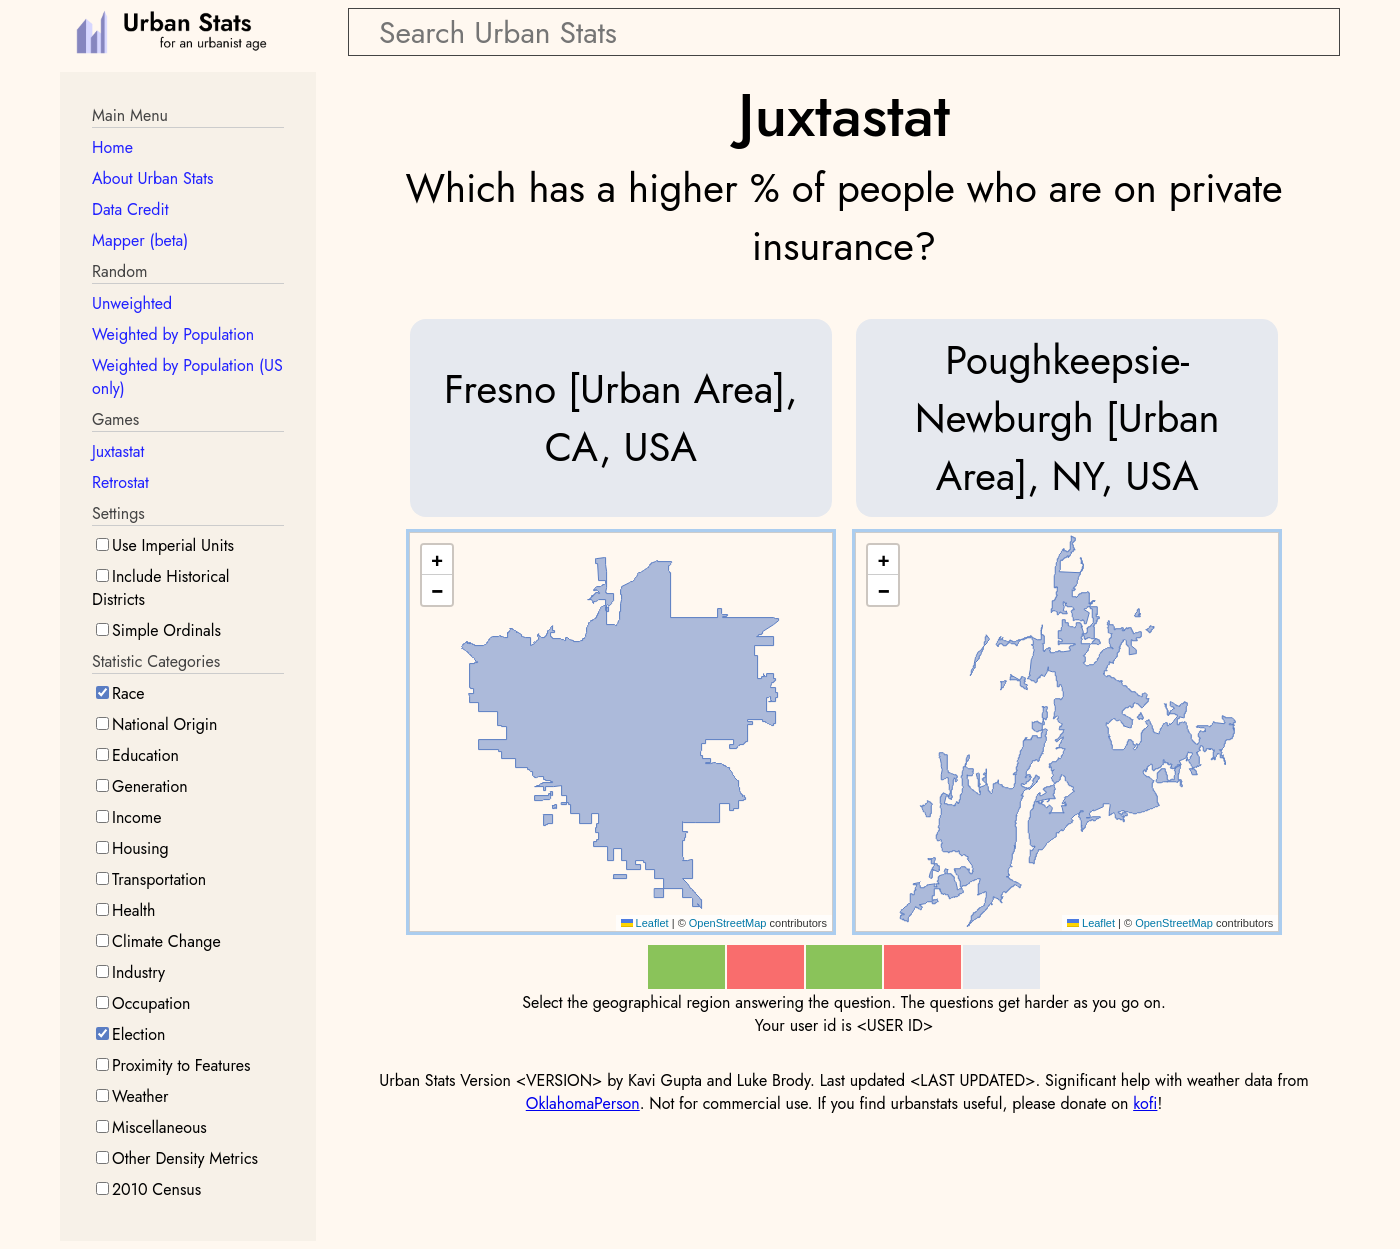 Urban Stats
for an urbanist age
Search Urban Stats
Main Menu
Home
About Urban Stats
Data Credit
Mapper (beta)
Random
Unweighted
Weighted by Population
Weighted by Population (US
only)
Games
Juxtastat
Retrostat
Settings
Use Imperial Units
Include Historical
Districts
Simple Ordinals
Statistic Categories
Race
National Origin
Education
Generation
Income
Housing
Transportation
Health
Climate Change
Industry
Occupation
Election
Proximity to Features
Weather
Miscellaneous
Other Density Metrics
2010 Census
Juxtastat
Which has a higher % of people who are on private
insurance?
Fresno [Urban Area],
CA, USA
Poughkeepsie-
Newburgh [Urban
Area], NY, USA
+
−
Leaflet | © OpenStreetMap contributors
+
−
Leaflet | © OpenStreetMap contributors
Select the geographical region answering the question. The questions get harder as you go on.
Your user id is <USER ID>
Urban Stats Version <VERSION> by Kavi Gupta and Luke Brody. Last updated <LAST UPDATED>. Significant help with weather data from
OklahomaPerson. Not for commercial use. If you find urbanstats useful, please donate on kofi!